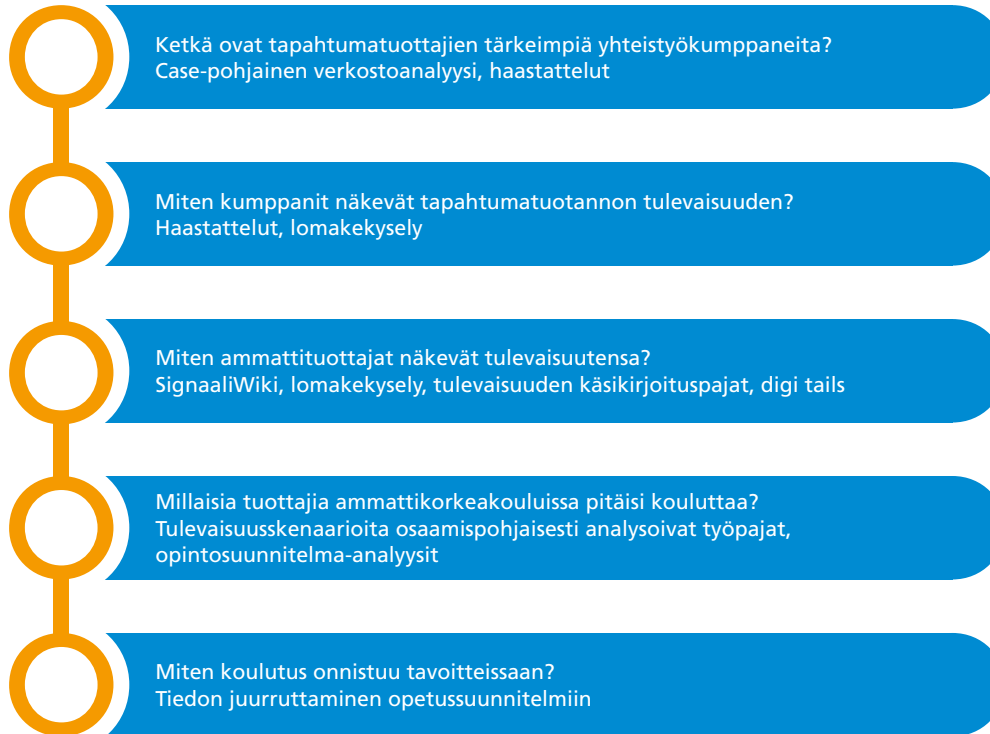 Ketkä ovat tapahtumatuottajien tärkeimpiä yhteistyökumppaneita?
Case-pohjainen verkostoanalyysi, haastattelut
Miten kumppanit näkevät tapahtumatuotannon tulevaisuuden?
Haastattelut, lomakekysely
Miten ammattituottajat näkevät tulevaisuutensa?
SignaaliWiki, lomakekysely, tulevaisuuden käsikirjoituspajat, digi tails
Millaisia tuottajia ammattikorkeakouluissa pitäisi kouluttaa?
Tulevaisuusskenaarioita osaamispohjaisesti analysoivat työpajat,
opintosuunnitelma-analyysit
Miten koulutus onnistuu tavoitteissaan?
Tiedon juurruttaminen opetussuunnitelmiin